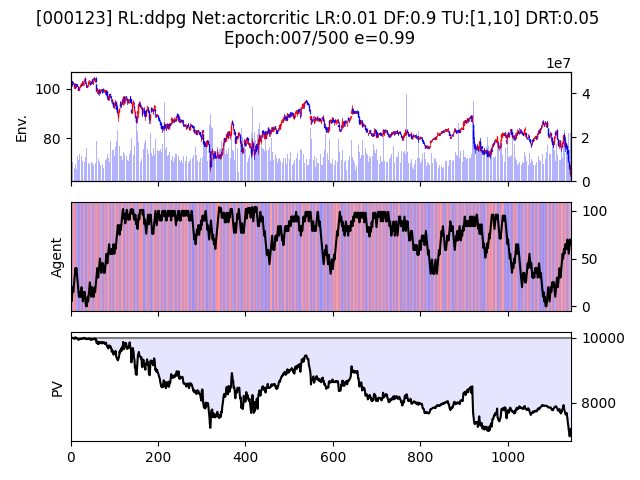 [000123] RL:ddpg Net:actorcritic LR:0.01 DF:0.9 TU:[1,10] DRT:0.05
Epoch:007/500 e=0.99
1e7
Env.
100
80
4
2
0
Agent
100
50
0
PV
10000
8000
0
200
400
600
800
1000